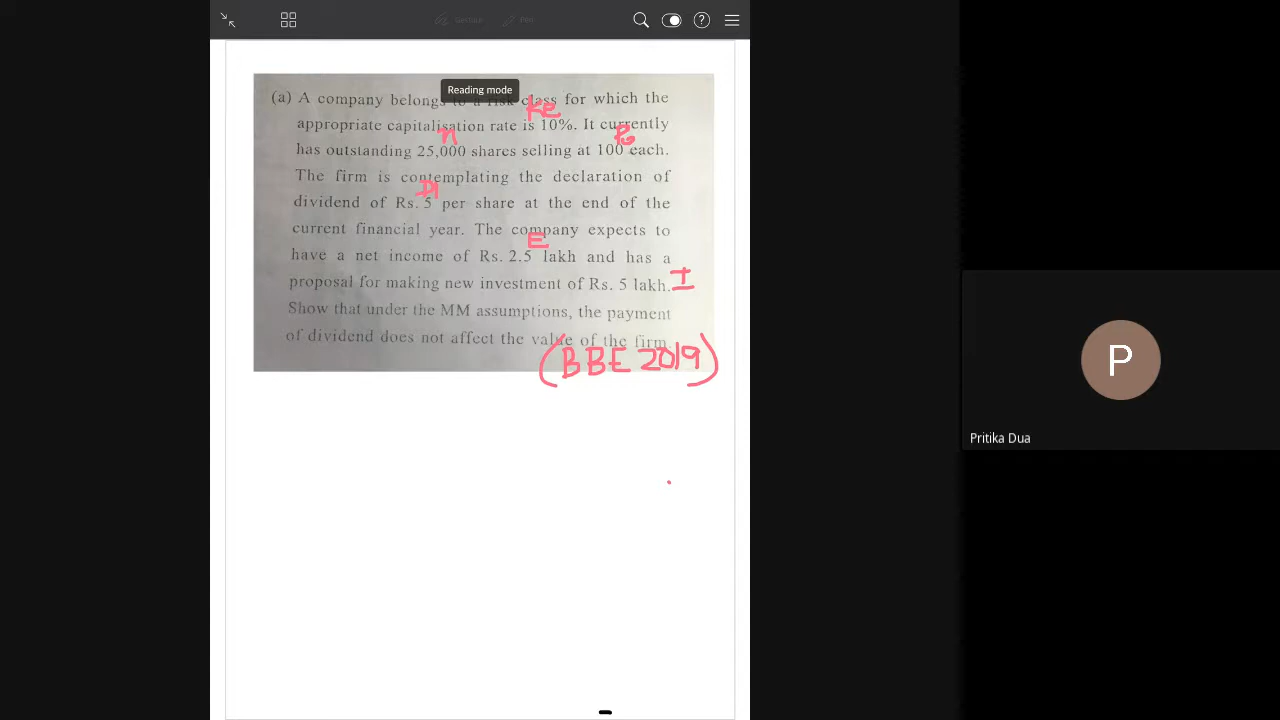 Gesture
Pen
Reading mode
(a) A company belongs to a risk class for which the
Ke
appropriate capitalisation rate is 10%. It currently
n P0
has outstanding 25,000 shares selling at 100 each.
The firm is contemplating the declaration of
D1
dividend of Rs. 5 per share at the end of the
current financial year. The company expects to
E
have a net income of Rs. 2.5 lakh and has a
proposal for making new investment of Rs. 5 lakh. I
Show that under the MM assumptions, the payment
of dividend does not affect the value of the firm.
(BBE 2019)
P
Pritika Dua